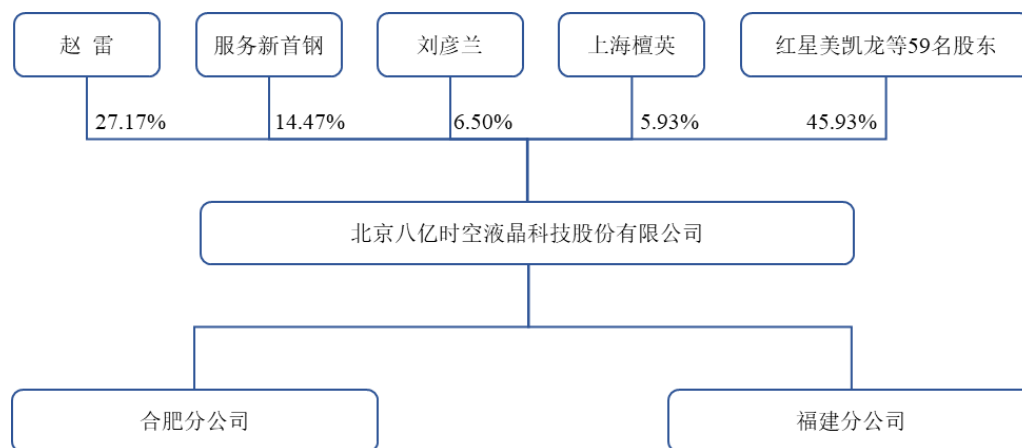 赵 雷
服务新首钢
刘彦兰
上海檀英
红星美凯龙等59名股东
27.17%
14.47%
6.50%
5.93%
45.93%
北京八亿时空液晶科技股份有限公司
合肥分公司
福建分公司